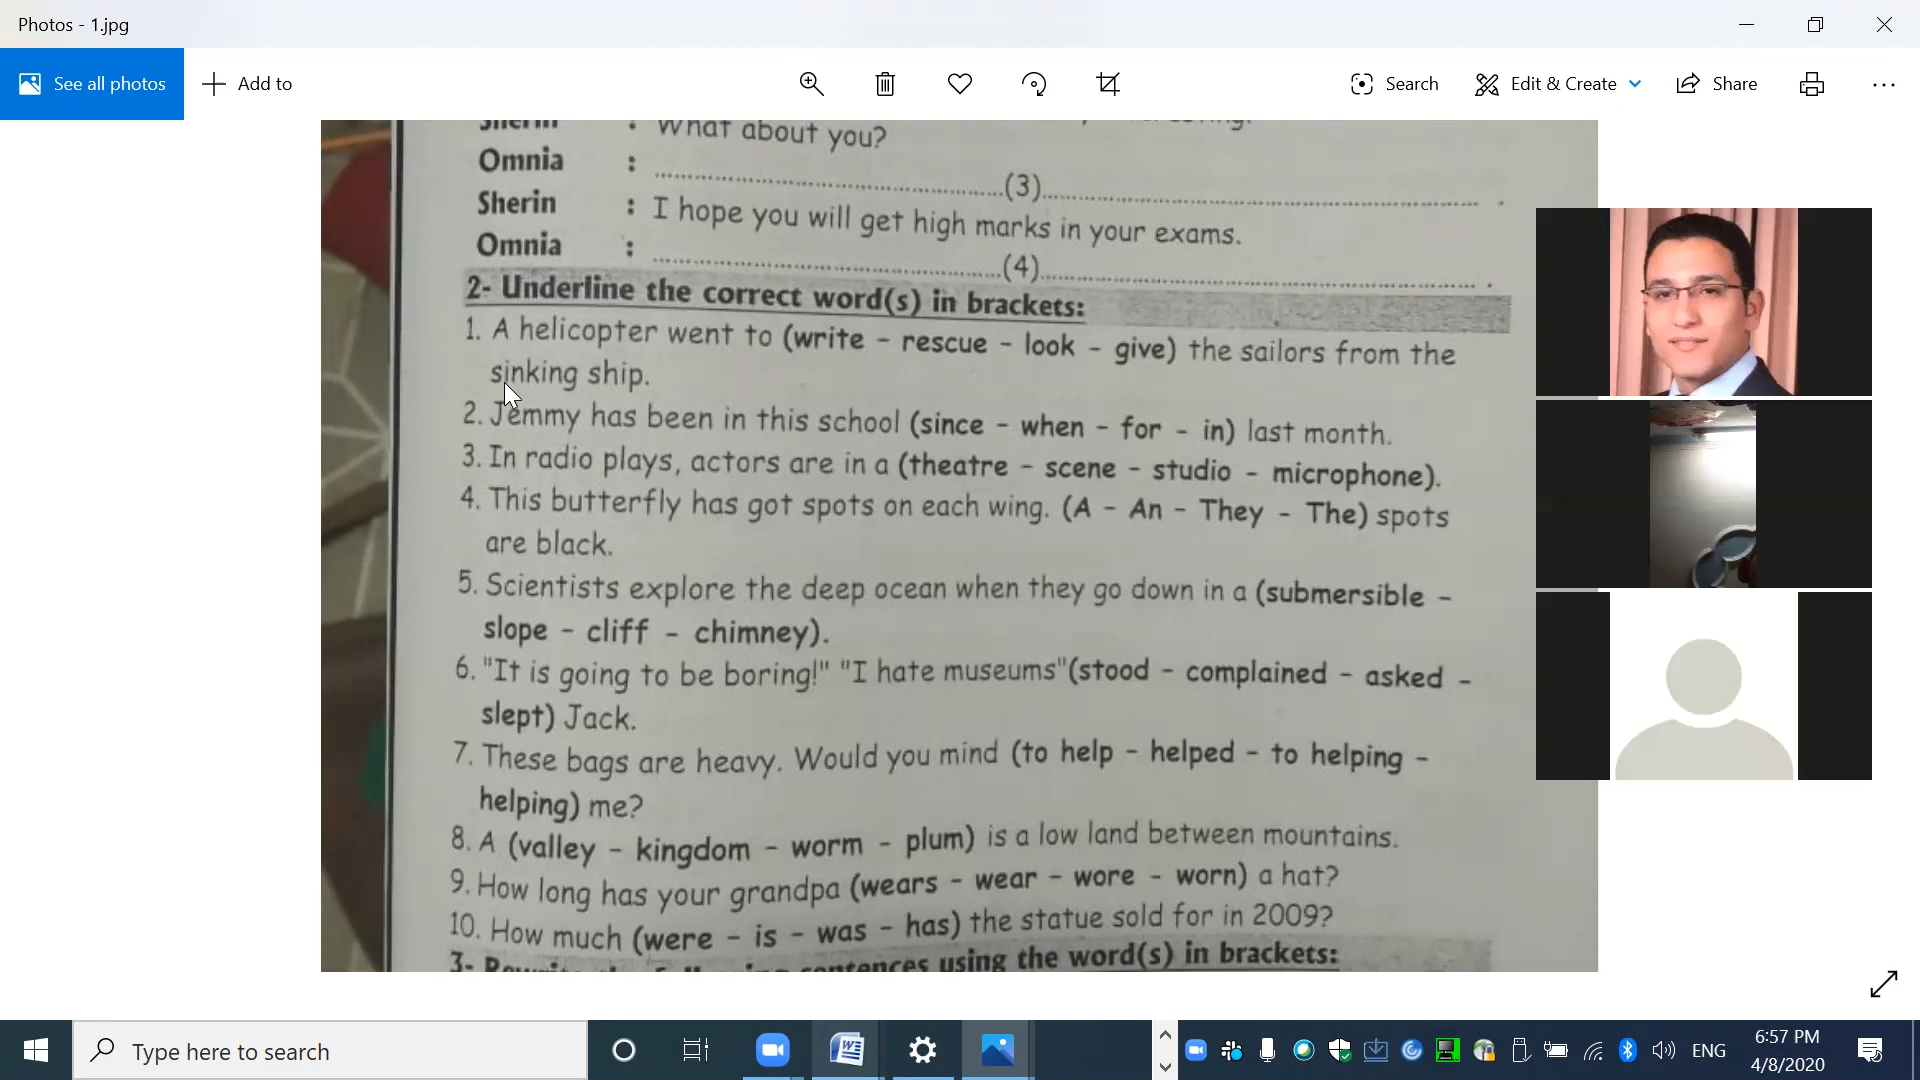 Photos - 1.jpg
See all photos
Add to
Search
Edit & Create
Share
What about you?
Omnia : ............(3)............ .
Sherin : I hope you will get high marks in your exams.
Omnia : ............(4)............ .
2- Underline the correct word(s) in brackets:
1. A helicopter went to (write - rescue - look - give) the sailors from the
sinking ship.
2. Jemmy has been in this school (since - when - for - in) last month.
3. In radio plays, actors are in a (theatre - scene - studio - microphone).
4. This butterfly has got spots on each wing. (A - An - They - The) spots
are black.
5. Scientists explore the deep ocean when they go down in a (submersible -
slope - cliff - chimney).
6. "It is going to be boring!" "I hate museums"(stood - complained - asked -
slept) Jack.
7. These bags are heavy. Would you mind (to help - helped - to helping -
helping) me?
8. A (valley - kingdom - worm - plum) is a low land between mountains.
9. How long has your grandpa (wears - wear - wore - worn) a hat?
10. How much (were - is - was - has) the statue sold for in 2009?
3- Rewrite the following sentences using the word(s) in brackets:
Type here to search
ENG
6:57 PM
4/8/2020